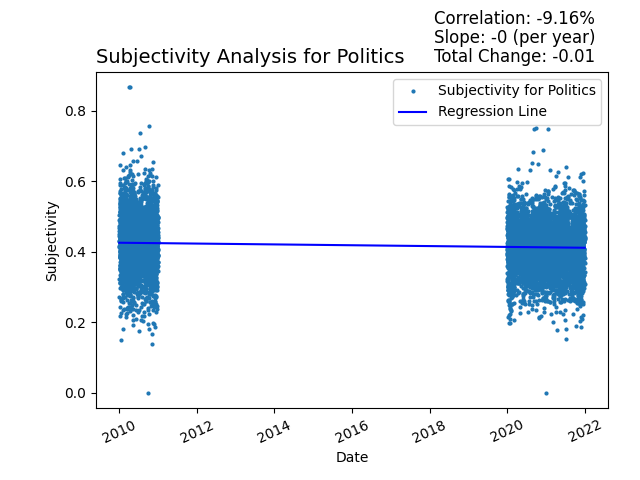 Correlation: -9.16%
Slope: -0 (per year)
Total Change: -0.01
Subjectivity Analysis for Politics
Subjectivity for Politics
Regression Line
Subjectivity
0.8
0.6
0.4
0.2
0.0
2010
2012
2014
2016
2018
2020
2022
Date